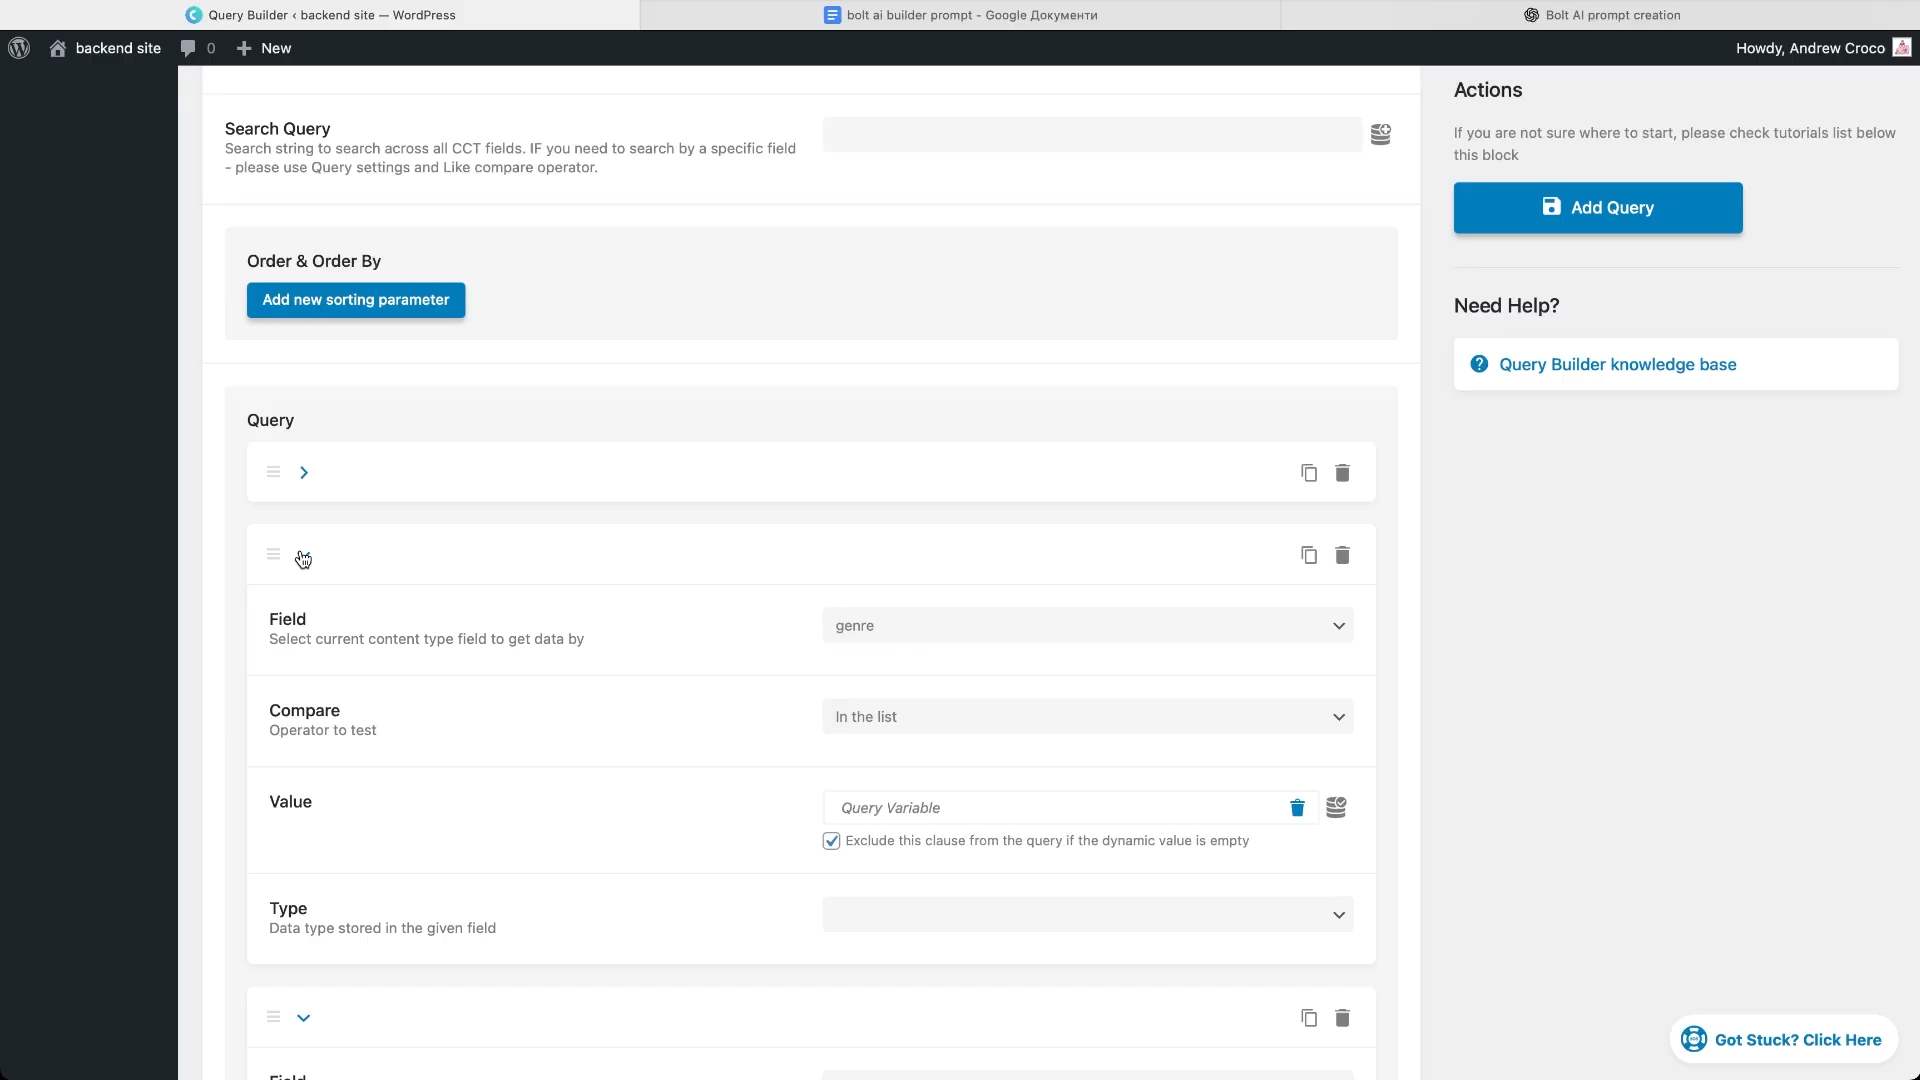 Query Builder ‹ backend site — WordPress
bolt ai builder prompt - Google Документи
Bolt AI prompt creation
backend site
0
New
Howdy, Andrew Croco
Search Query
Search string to search across all CCT fields. IF you need to search by a specific field
- please use Query settings and Like compare operator.
Order & Order By
Add new sorting parameter
Query
Field
Select current content type field to get data by
genre
Compare
Operator to test
In the list
Value
Query Variable
Exclude this clause from the query if the dynamic value is empty
Type
Data type stored in the given field
Field
Actions
If you are not sure where to start, please check tutorials list below
this block
Add Query
Need Help?
Query Builder knowledge base
Got Stuck? Click Here